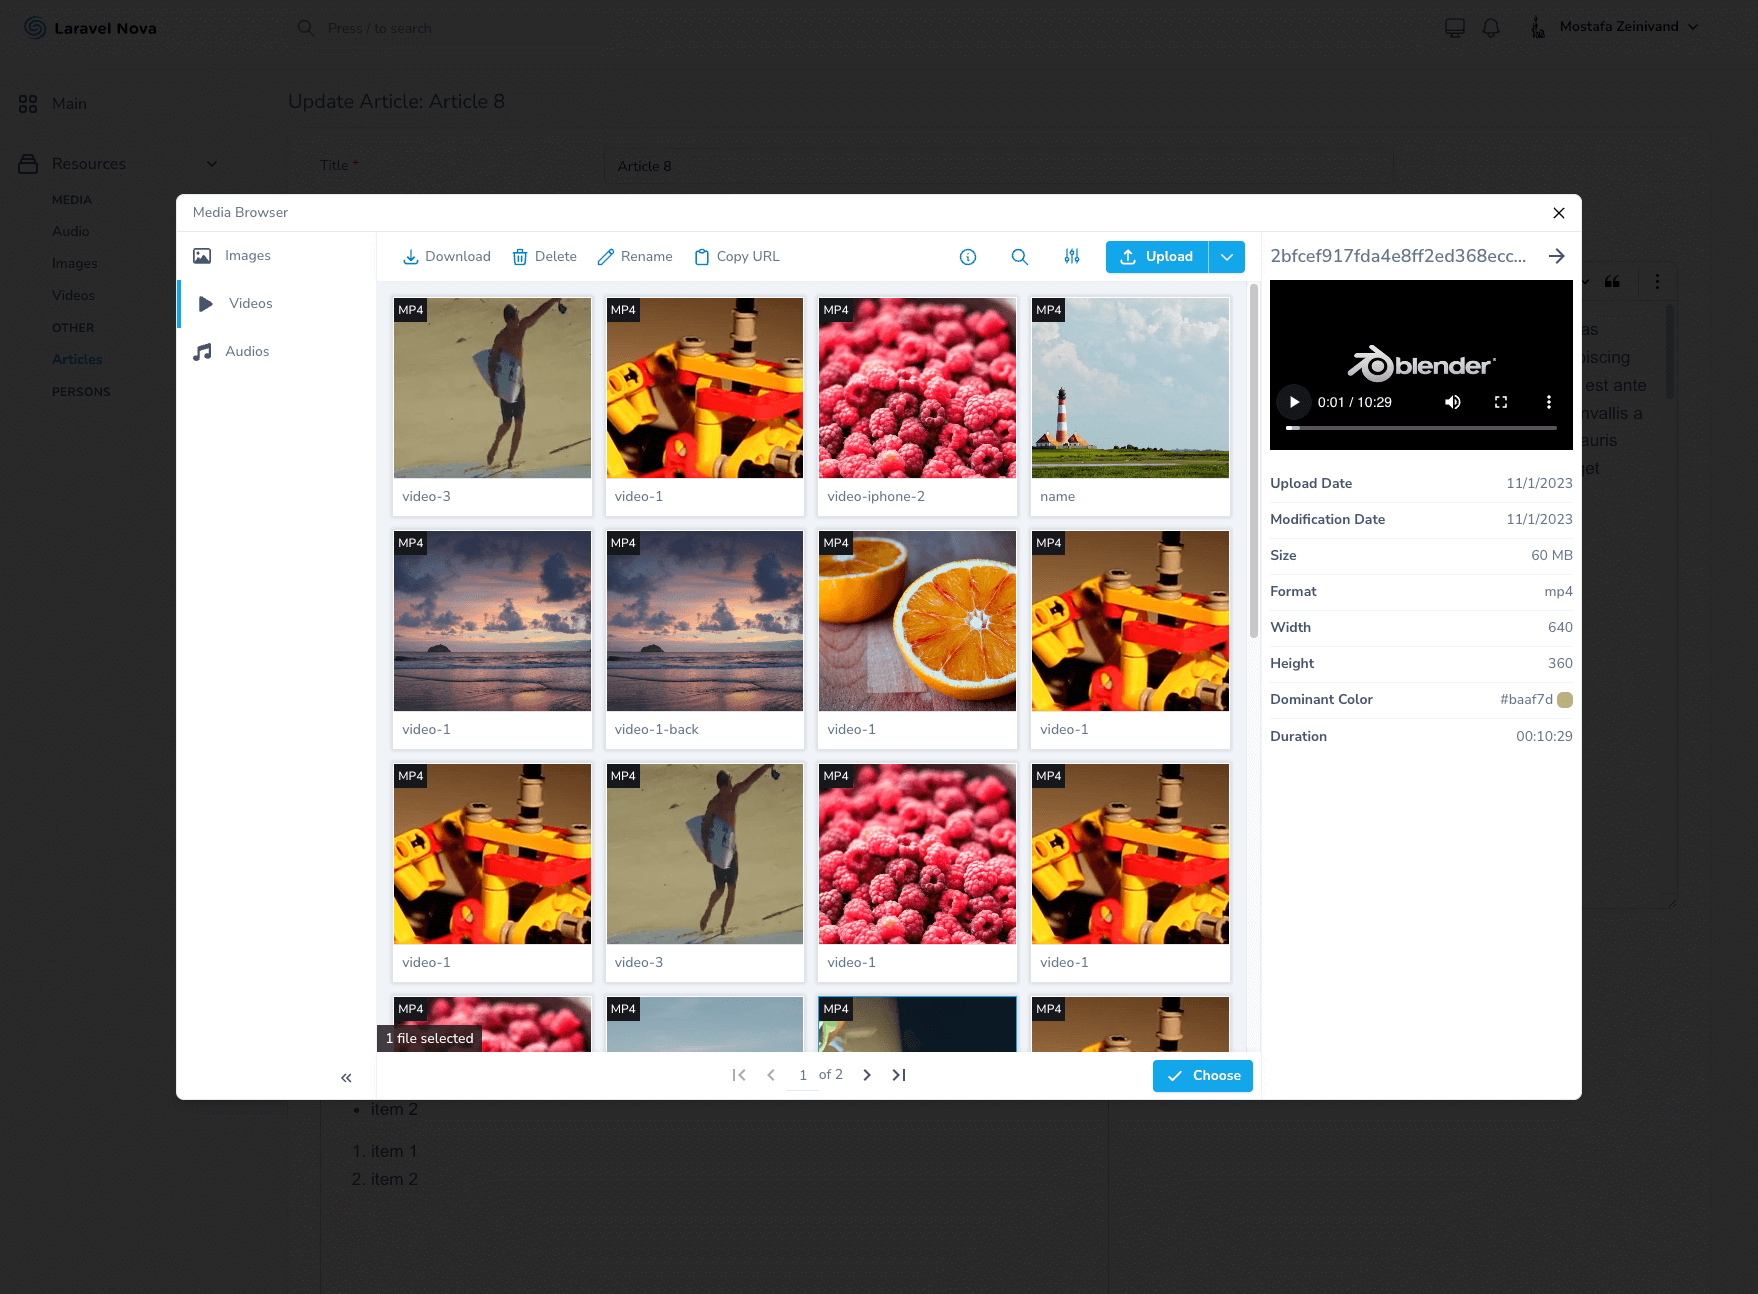 Laravel Nova
Press / to search
Mostafa Zeinivand
Main
Update Article: Article 8
Resources
Title *
Article 8
MEDIA
Audio
Images
Videos
OTHER
Articles
PERSONS
Media Browser
Images
Videos
Audios
Download
Delete
Rename
Copy URL
Upload
MP4
MP4
MP4
MP4
video-3
video-1
video-iphone-2
name
MP4
MP4
MP4
MP4
video-1
video-1-back
video-1
video-1
MP4
MP4
MP4
MP4
video-1
video-3
video-1
video-1
MP4
MP4
MP4
MP4
1 file selected
1 of 2
Choose
2bfcef917fda4e8ff2ed368ecc...
blender
0:01 / 10:29
Upload Date 11/1/2023
Modification Date 11/1/2023
Size 60 MB
Format mp4
Width 640
Height 360
Dominant Color #baaf7d
Duration 00:10:29
est ante
• item 2
1. item 1
2. item 2